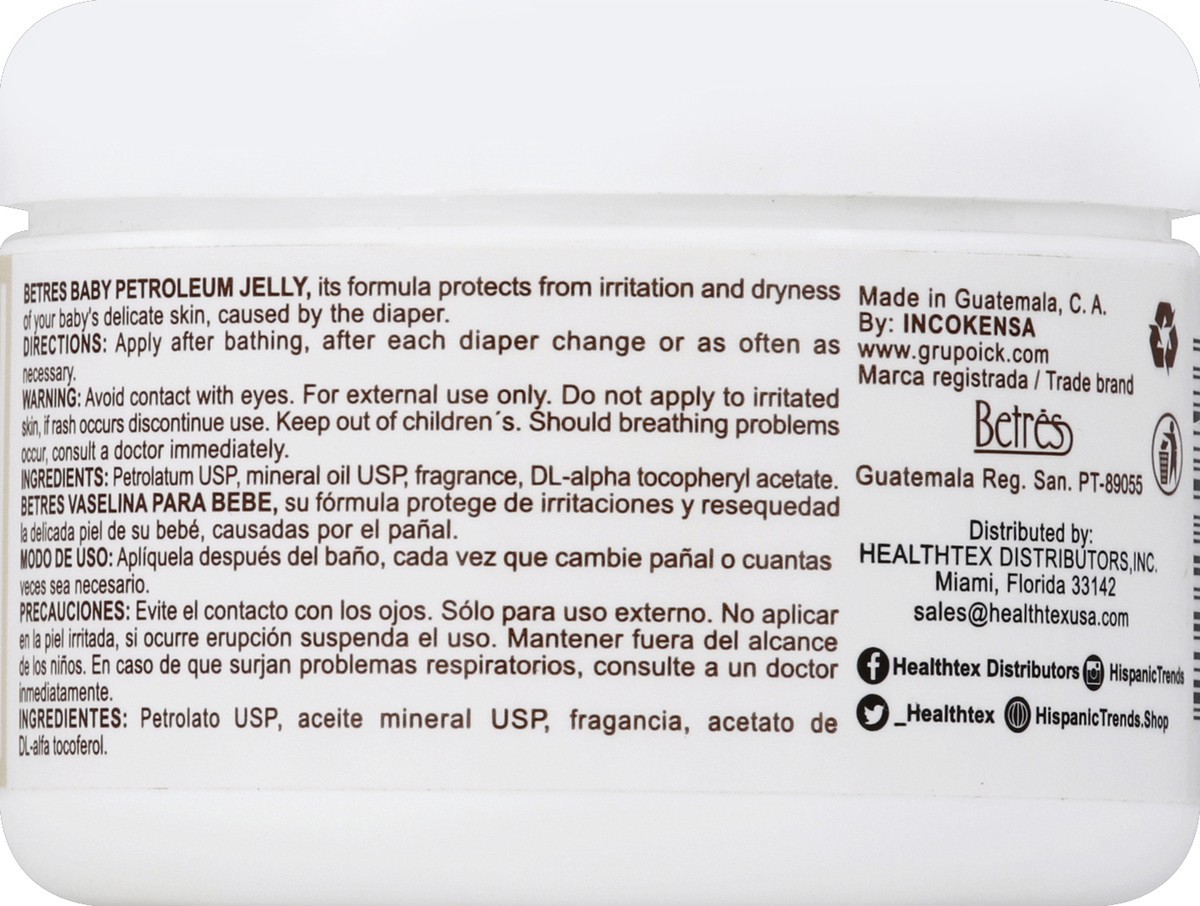 BETRES BABY PETROLEUM JELLY, its formula protects from irritation and dryness
of your baby's delicate skin, caused by the diaper.
DIRECTIONS: Apply after bathing, after each diaper change or as often as
necessary.
WARNING: Avoid contact with eyes. For external use only. Do not apply to irritated
skin, if rash occurs discontinue use. Keep out of children´s. Should breathing problems
occur, consult a doctor immediately.
INGREDIENTS: Petrolatum USP, mineral oil USP, fragrance, DL-alpha tocopheryl acetate.
BETRES VASELINA PARA BEBE, su fórmula protege de irritaciones y resequedad
la delicada piel de su bebé, causadas por el pañal.
MODO DE USO: Aplíquela después del baño, cada vez que cambie pañal o cuantas
veces sea necesario.
PRECAUCIONES: Evite el contacto con los ojos. Sólo para uso externo. No aplicar
en la piel irritada, si ocurre erupción suspenda el uso. Mantener fuera del alcance
de los niños. En caso de que surjan problemas respiratorios, consulte a un doctor
inmediatamente.
INGREDIENTES: Petrolato USP, aceite mineral USP, fragancia, acetato de
DL-alfa tocoferol.
Made in Guatemala, C. A.
By: INCOKENSA
www.grupoick.com
Marca registrada / Trade brand
Betrés
Guatemala Reg. San. PT-89055
Distributed by:
HEALTHTEX DISTRIBUTORS,INC.
Miami, Florida 33142
sales@healthtexusa.com
Healthtex Distributors HispanicTrends
_Healthtex HispanicTrends.Shop